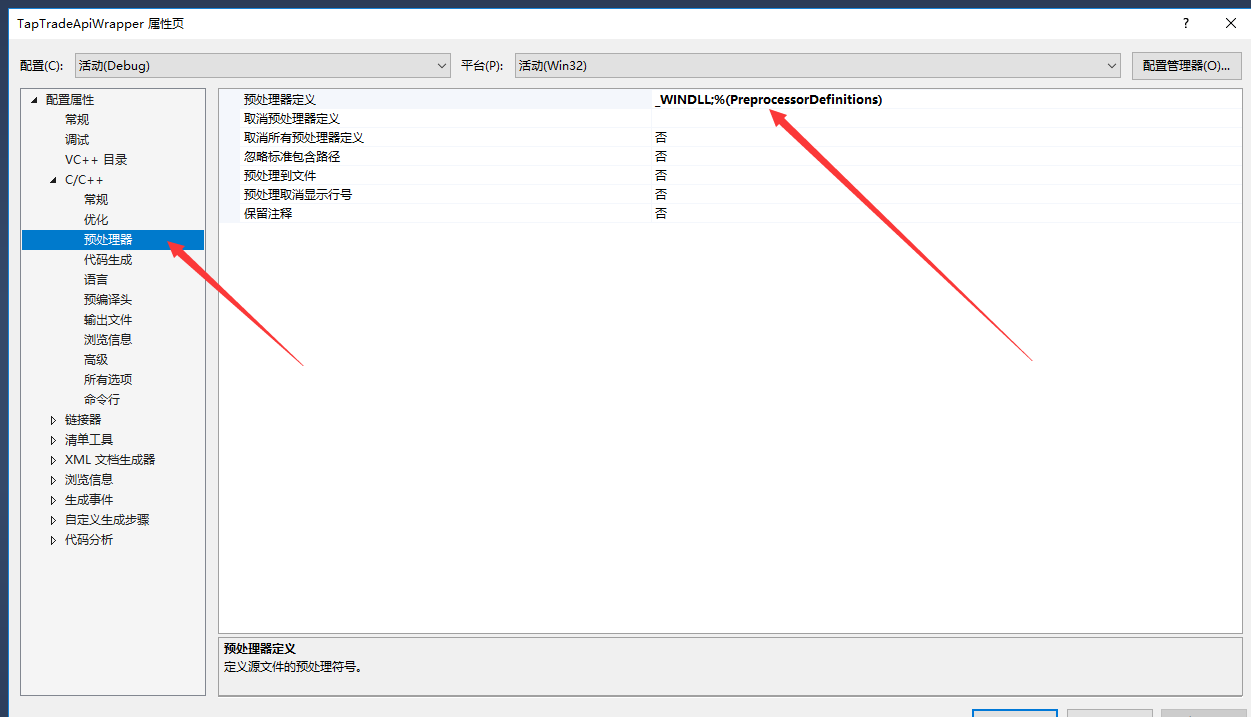 TapTradeApiWrapper 属性页
配置(C): 活动(Debug) 平台(P): 活动(Win32) 配置管理器(O)...
配置属性
常规
调试
VC++ 目录
C/C++
常规
优化
预处理器
代码生成
语言
预编译头
输出文件
浏览信息
高级
所有选项
命令行
链接器
清单工具
XML 文档生成器
浏览信息
生成事件
自定义生成步骤
代码分析
预处理器定义 _WINDLL;%(PreprocessorDefinitions)
取消预处理器定义
取消所有预处理器定义 否
忽略标准包含路径 否
预处理到文件 否
预处理取消显示行号 否
保留注释 否
预处理器定义
定义源文件的预处理符号。